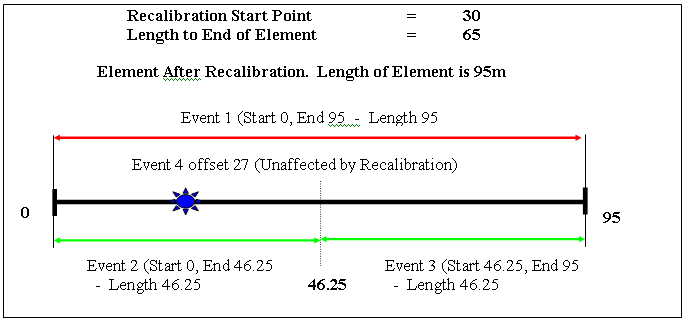 Recalibration Start Point = 30
Length to End of Element = 65
Element After Recalibration. Length of Element is 95m
Event 1 (Start 0, End 95 - Length 95
Event 4 offset 27 (Unaffected by Recalibration)
0
95
Event 2 (Start 0, End 46.25
- Length 46.25
46.25
Event 3 (Start 46.25, End 95
- Length 46.25